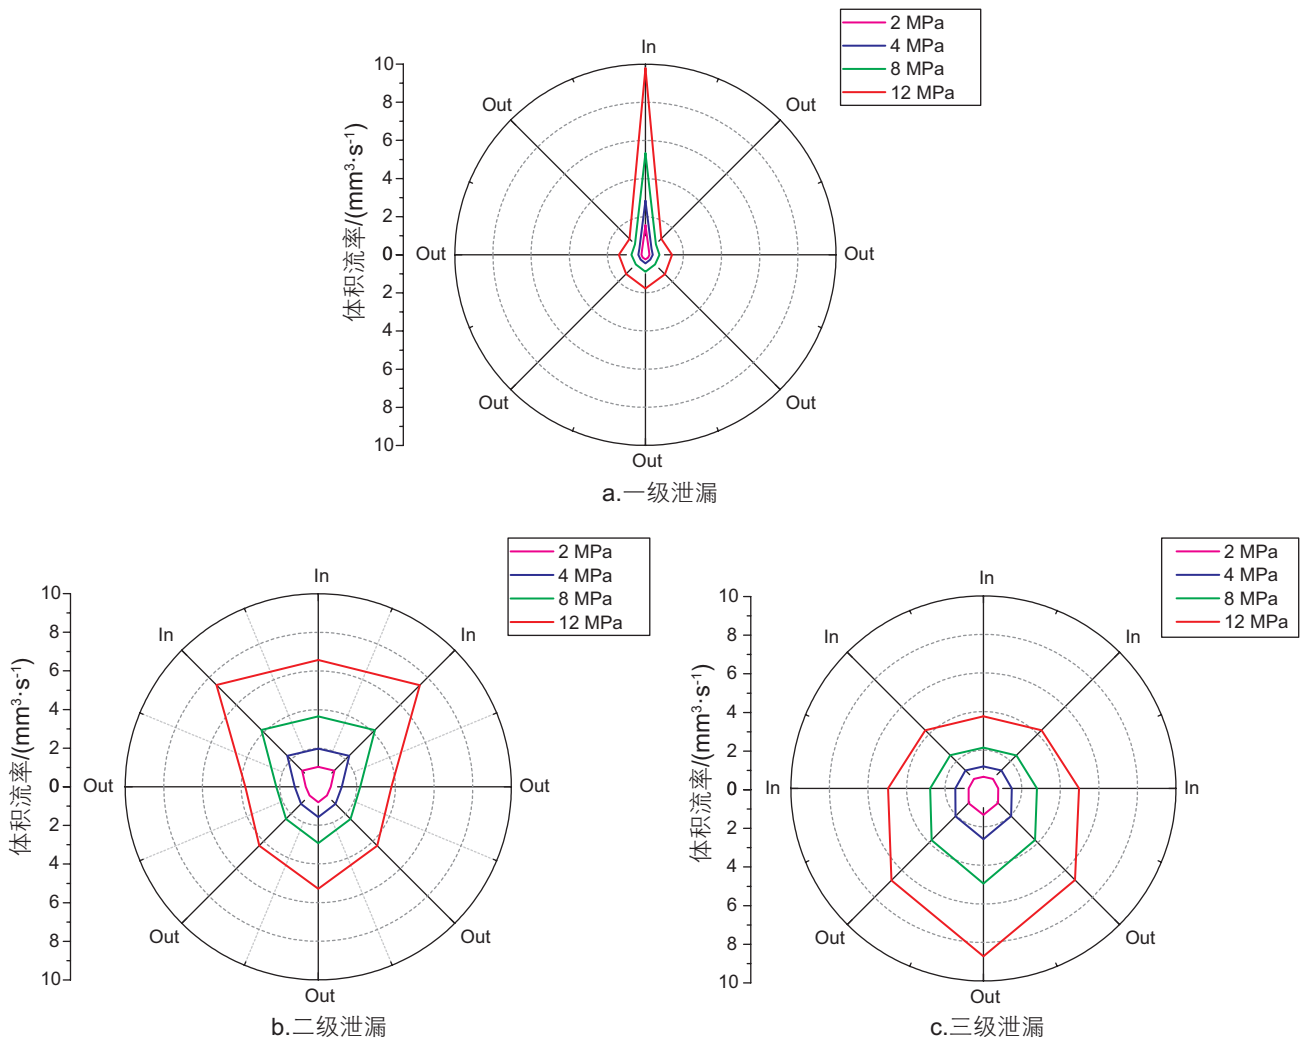 2 MPa
4 MPa
8 MPa
12 MPa
In
Out
Out
Out
Out
Out
Out
Out
10
8
6
4
2
0
2
4
6
8
10
体积流率/(mm³·s⁻¹)
a.一级泄漏
2 MPa
4 MPa
8 MPa
12 MPa
In
In
In
Out
Out
Out
Out
Out
10
8
6
4
2
0
2
4
6
8
10
体积流率/(mm³·s⁻¹)
b.二级泄漏
2 MPa
4 MPa
8 MPa
12 MPa
In
In
In
In
In
Out
Out
Out
10
8
6
4
2
0
2
4
6
8
10
体积流率/(mm³·s⁻¹)
c.三级泄漏